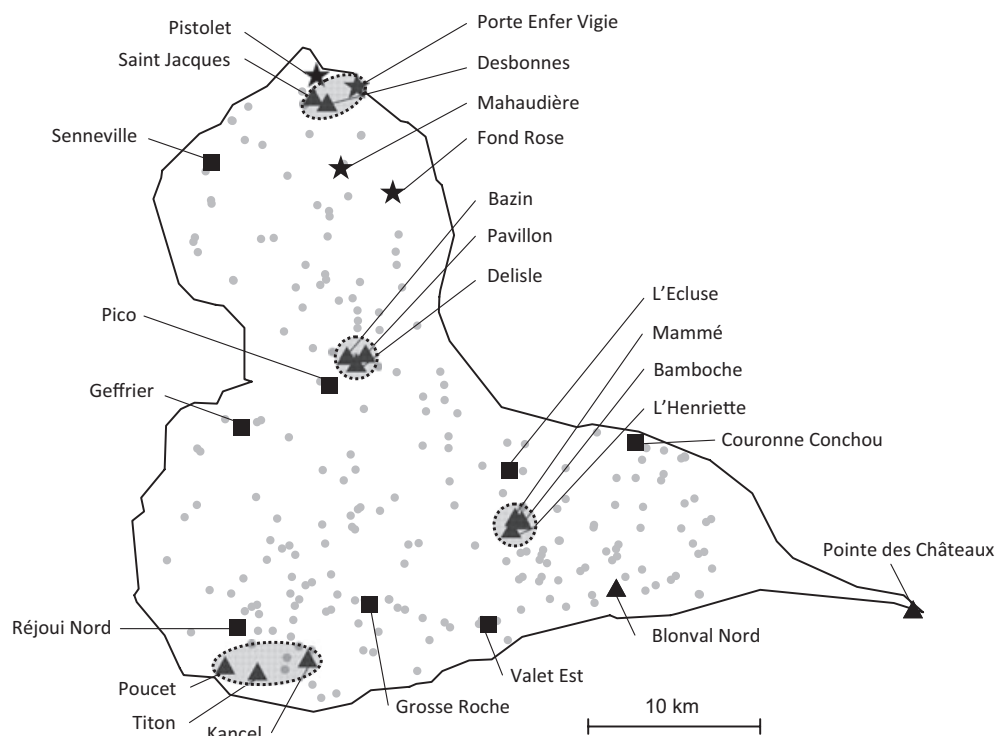 Pistolet
Porte Enfer Vigie
Saint Jacques
Desbonnes
Mahaudière
Senneville
Fond Rose
Bazin
Pavillon
Delisle
L'Ecluse
Pico
Mammé
Bamboche
Geffrier
L'Henriette
Couronne Conchou
Pointe des Châteaux
Réjoui Nord
Blonval Nord
Valet Est
Poucet
Grosse Roche
10 km
Titon
Kancel